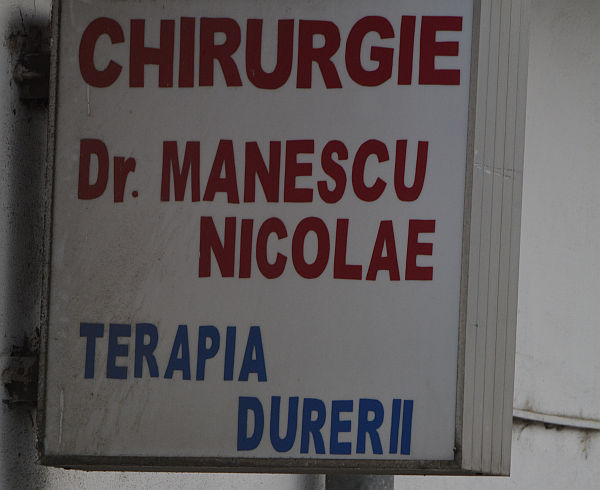 CHIRURGIE
Dr. MANESCU
NICOLAE
TERAPIA
DURERII